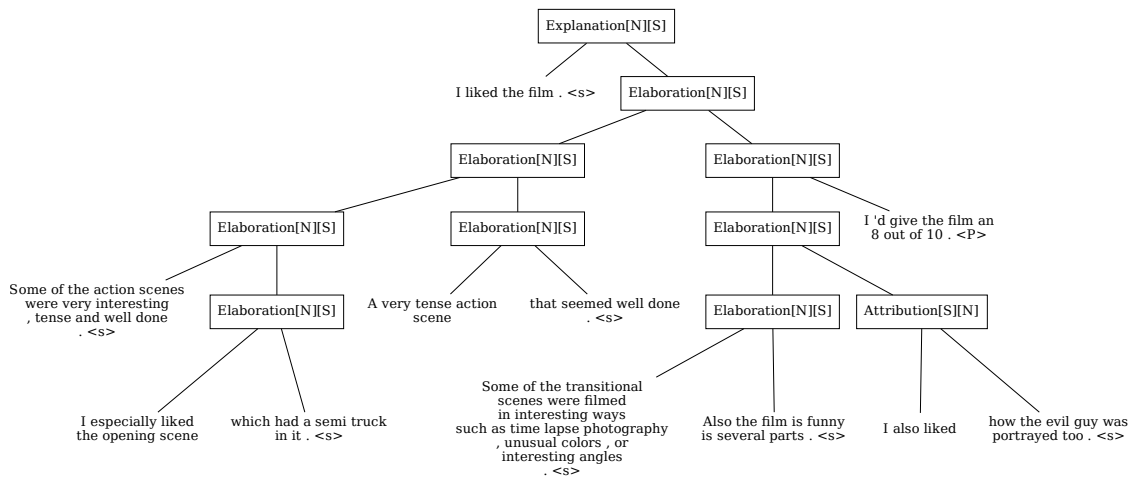 Explanation[N][S]
I liked the film . <s>
Elaboration[N][S]
Elaboration[N][S]
Elaboration[N][S]
Elaboration[N][S]
Elaboration[N][S]
Elaboration[N][S]
I 'd give the film an
8 out of 10 . <P>
Some of the action scenes
were very interesting
, tense and well done
. <s>
Elaboration[N][S]
A very tense action
scene
that seemed well done
. <s>
Elaboration[N][S]
Attribution[S][N]
I especially liked
the opening scene
which had a semi truck
in it . <s>
Some of the transitional
scenes were filmed
in interesting ways
such as time lapse photography
, unusual colors , or
interesting angles
. <s>
Also the film is funny
is several parts . <s>
I also liked
how the evil guy was
portrayed too . <s>